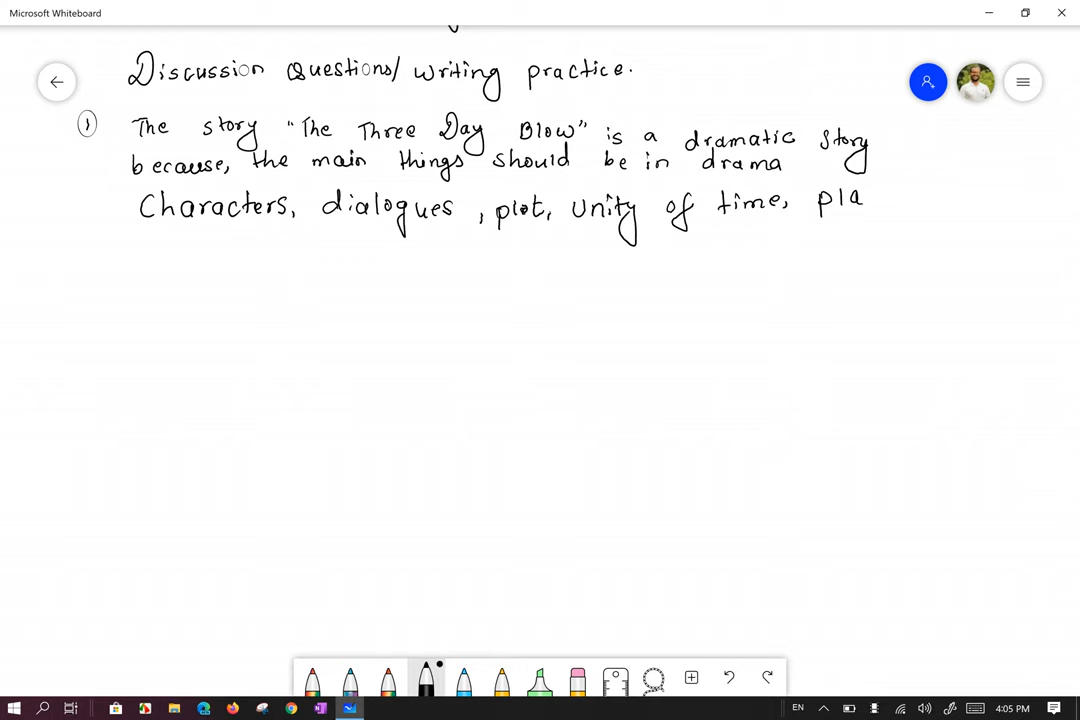 Microsoft Whiteboard
Discussion Questions/ writing practice.
1 The story "The Three Day Blow" is a dramatic story
because, the main things should be in drama
Characters, dialogues, plot, unity of time, pla
EN 4:05 PM